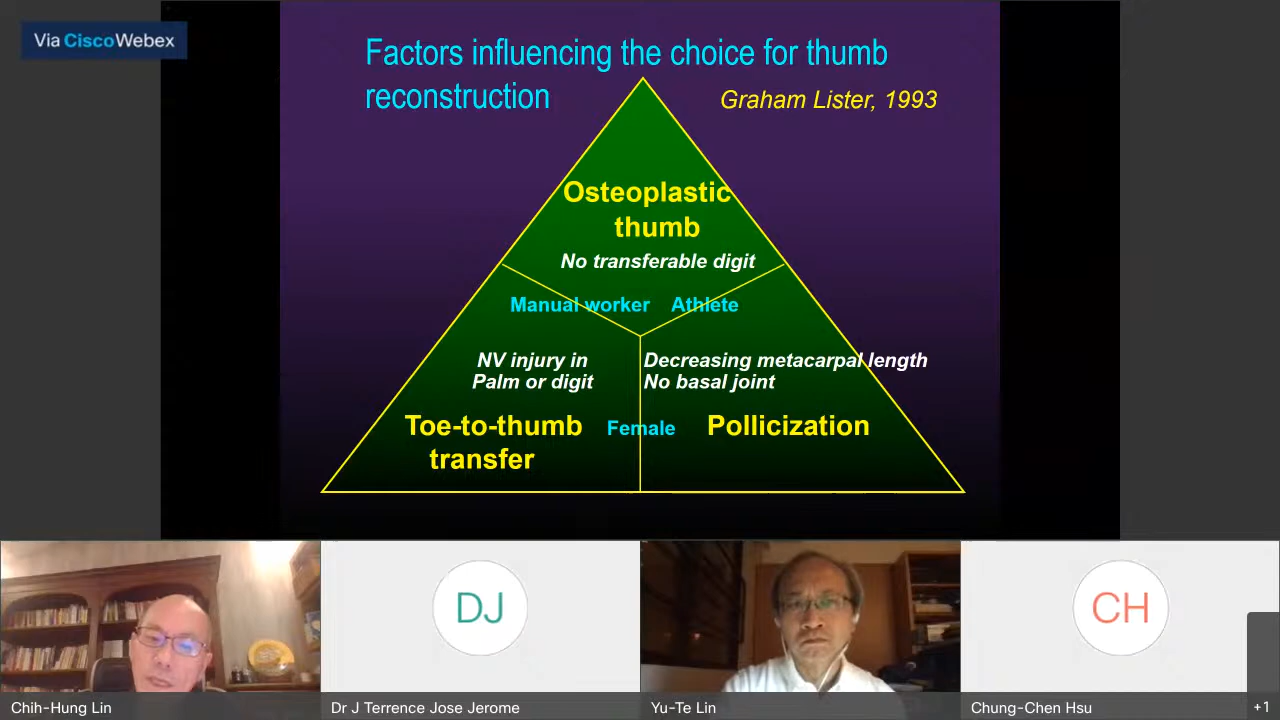 Via CiscoWebex
Factors influencing the choice for thumb
reconstruction
Graham Lister, 1993
Osteoplastic
thumb
No transferable digit
Manual worker
Athlete
NV injury in
Palm or digit
Decreasing metacarpal length
No basal joint
Toe-to-thumb
transfer
Female
Pollicization
DJ
CH
Chih-Hung Lin
Dr J Terrence Jose Jerome
Yu-Te Lin
Chung-Chen Hsu
+1